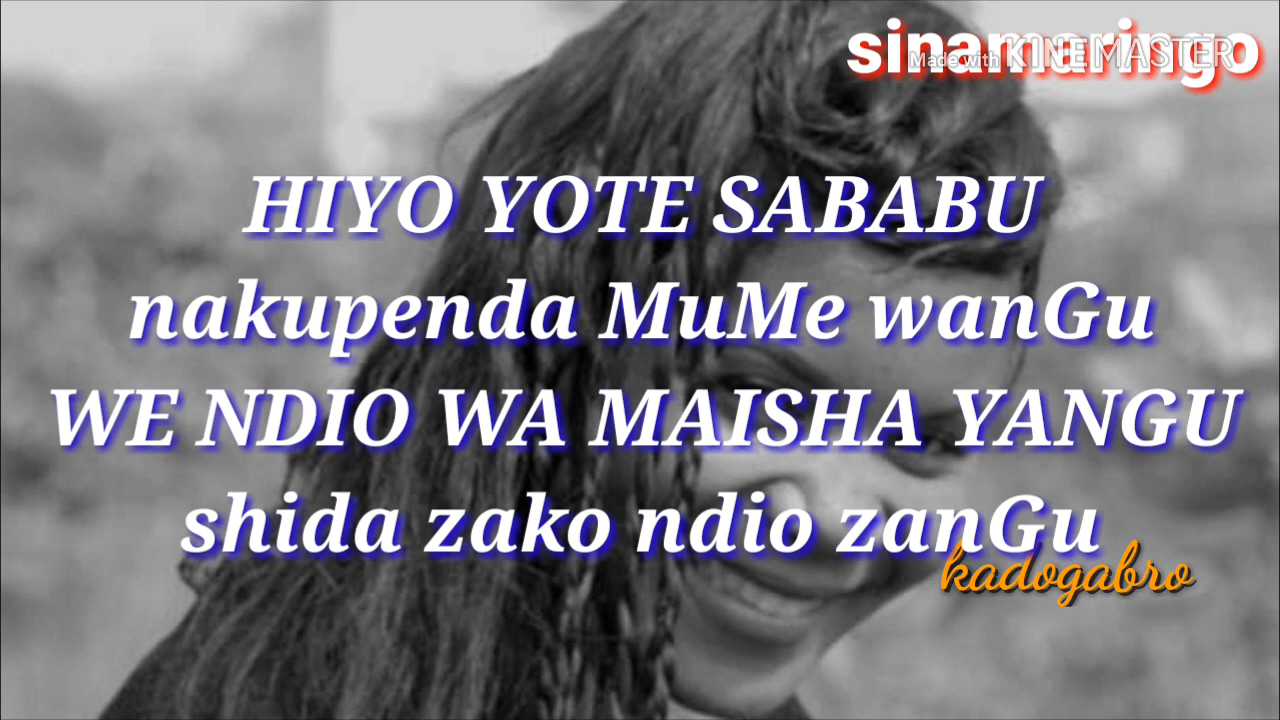 sinamaringo
Made with KINEMASTER
HIYO YOTE SABABU
nakupenda MuMe wanGu
WE NDIO WA MAISHA YANGU
shida zako ndio zanGu
kadogabro